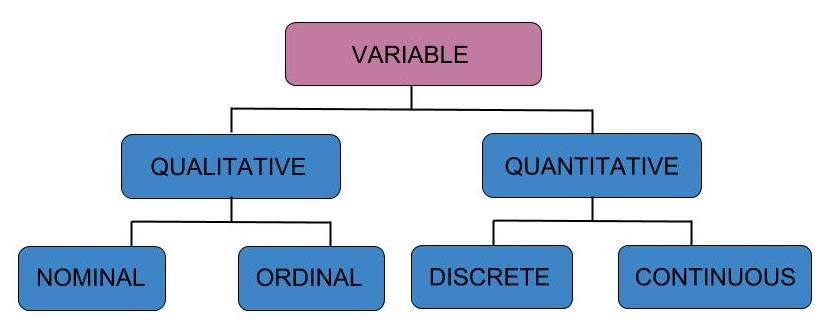 VARIABLE
QUALITATIVE
QUANTITATIVE
NOMINAL
ORDINAL
DISCRETE
CONTINUOUS